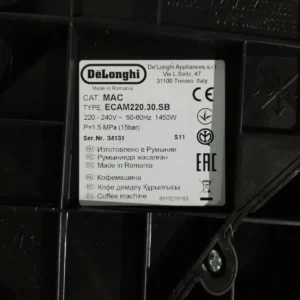 DeLonghi
De'Longhi Appliances s.r.l.
Via L.Seitz, 47
31100 Treviso Italy
Made in Romania
CAT. MAC
TYPE: ECAM220.30.SB
220 - 240V ~ 50-60Hz 1450W
P=1.5 MPa (15bar)
Ser.Nr. 34131 S11
CE
EAC
Изготовлено в Румынии
Румынияда жасалған
Made in Romania
Кофемашина
Кофе демдеу Құрылғысы
Coffee machine